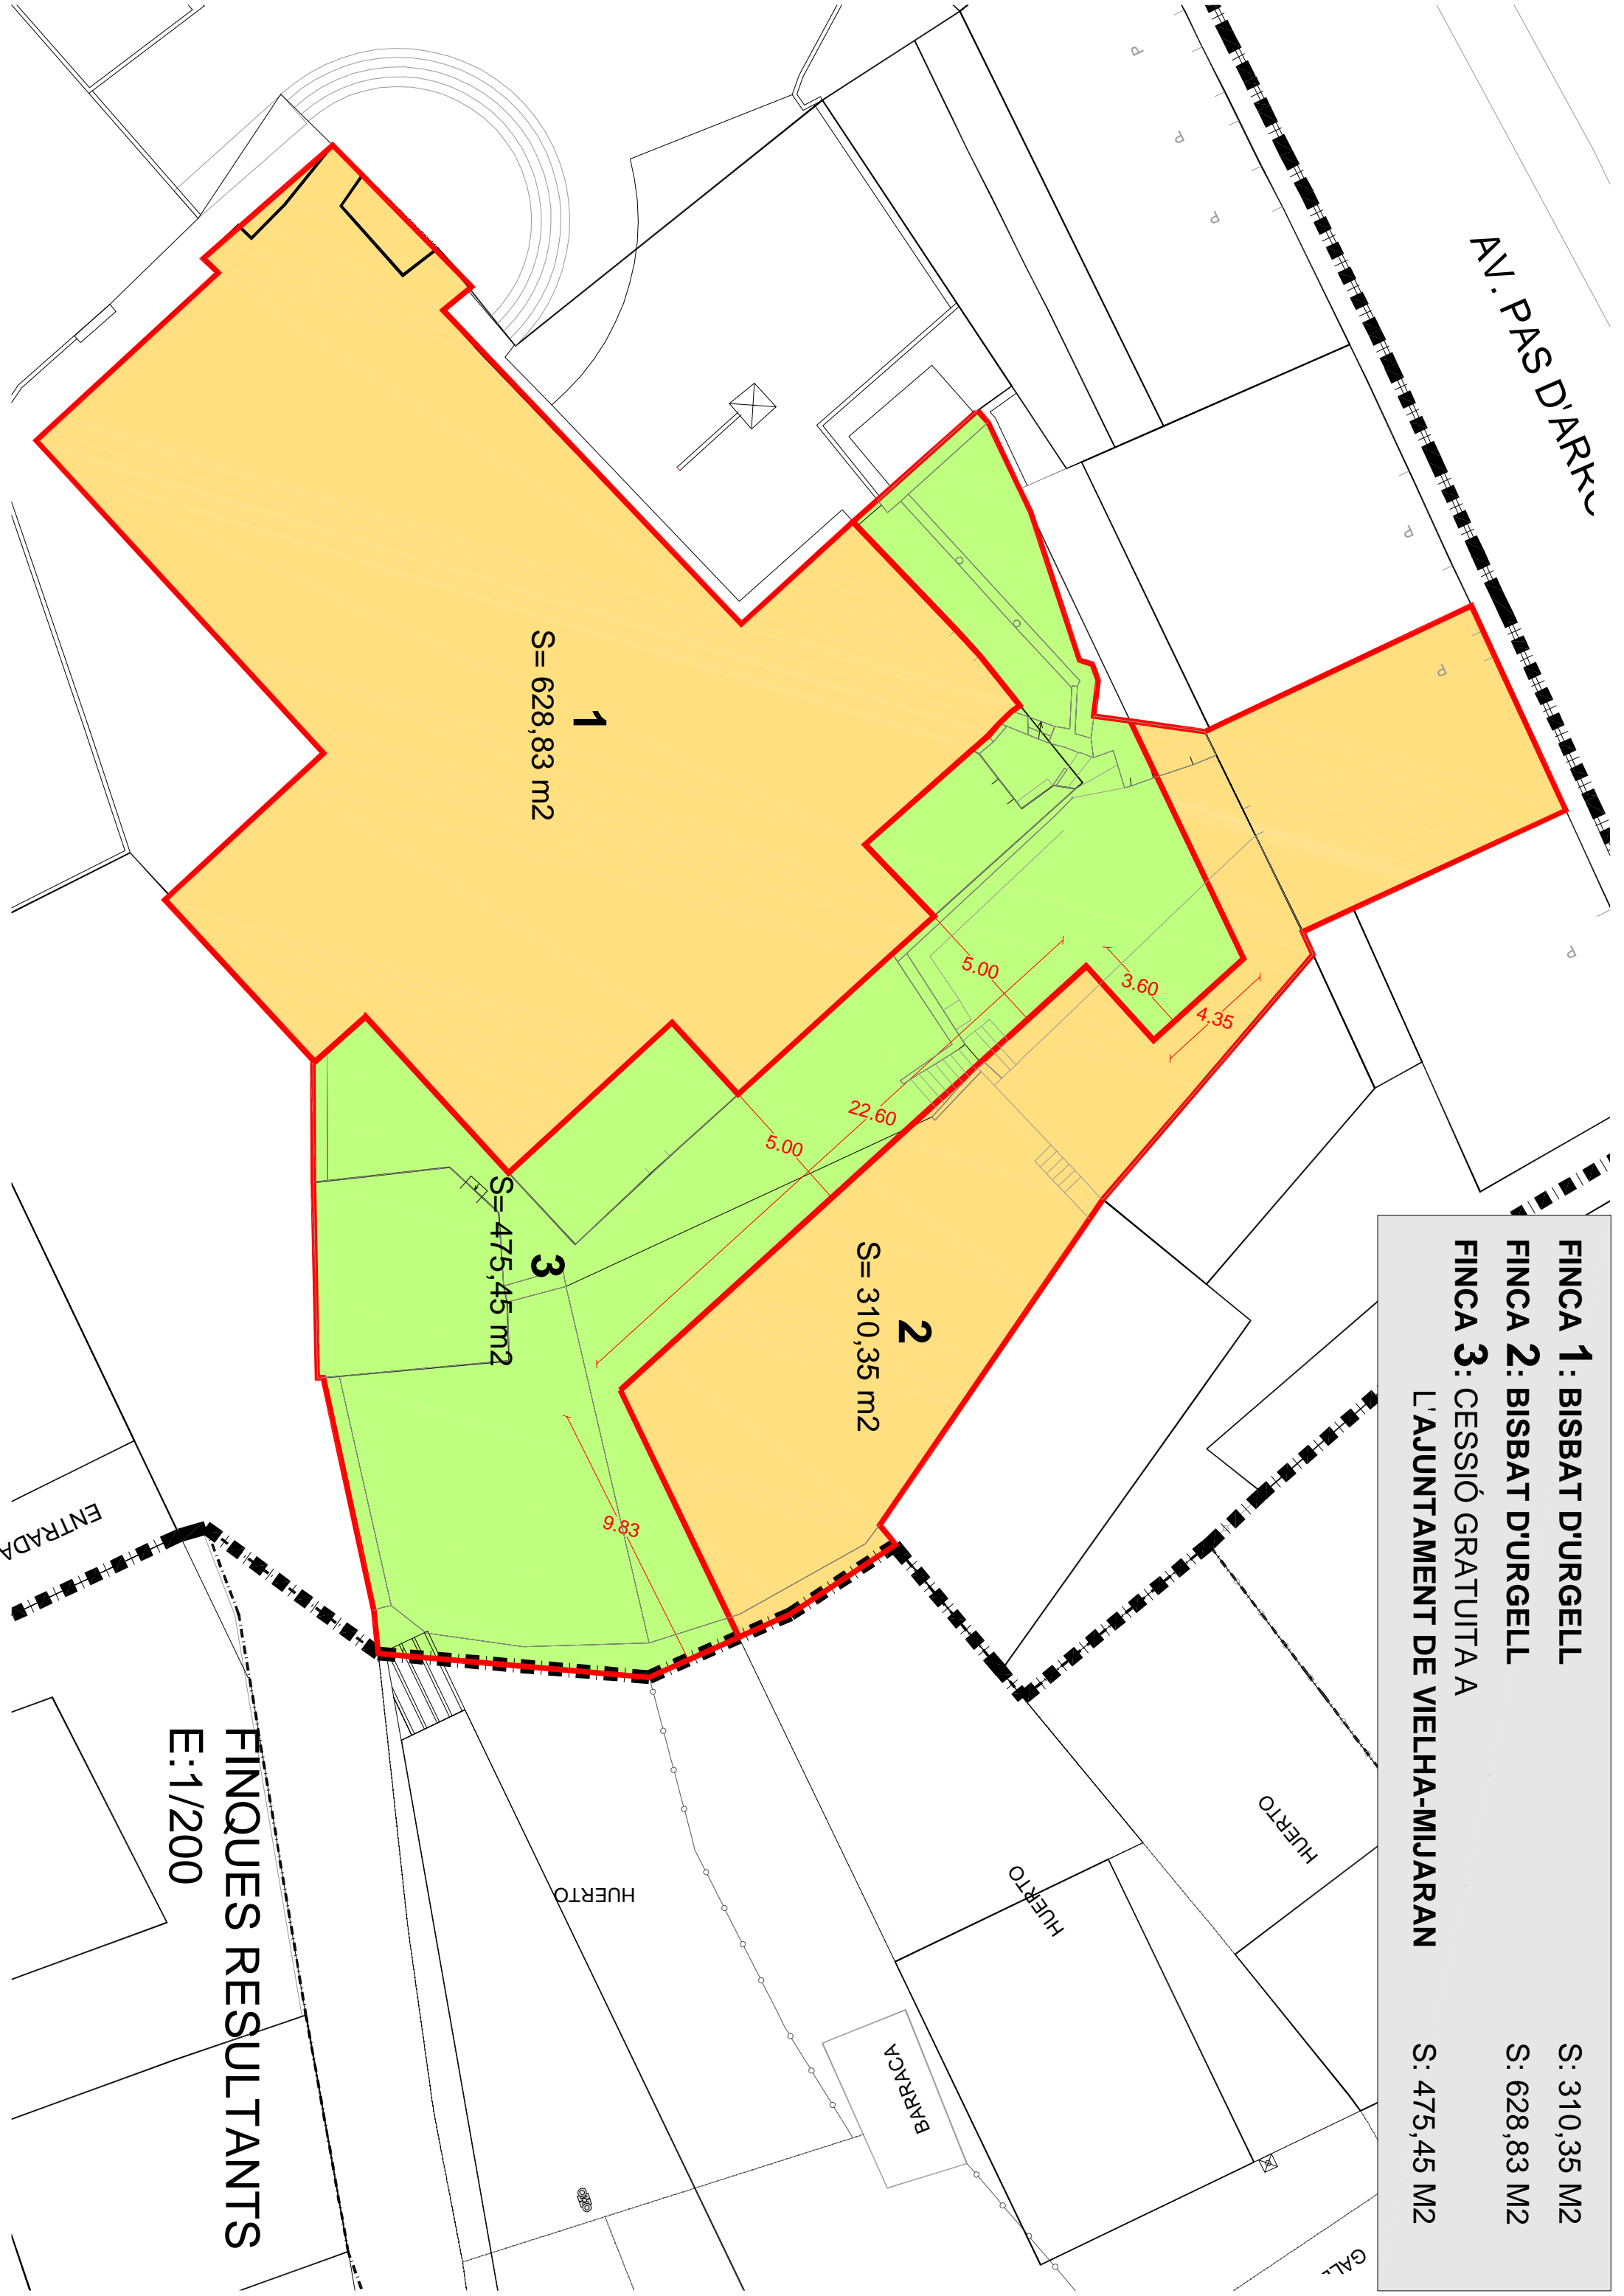 AV. PAS D'ARRO
P
P
P
P
P
P
1
S= 628,83 m2
5.00
3.60
4.35
22.60
5.00
2
S= 310,35 m2
3
S= 475,45 m2
9.83
FINCA 1: BISBAT D'URGELL S: 310,35 M2
FINCA 2: BISBAT D'URGELL S: 628,83 M2
FINCA 3: CESSIÓ GRATUITA A
L'AJUNTAMENT DE VIELHA-MIJARAN S: 475,45 M2
ENTRADA
HUERTO
HUERTO
HUERTO
BARRACA
FINQUES RESULTANTS
E:1/200